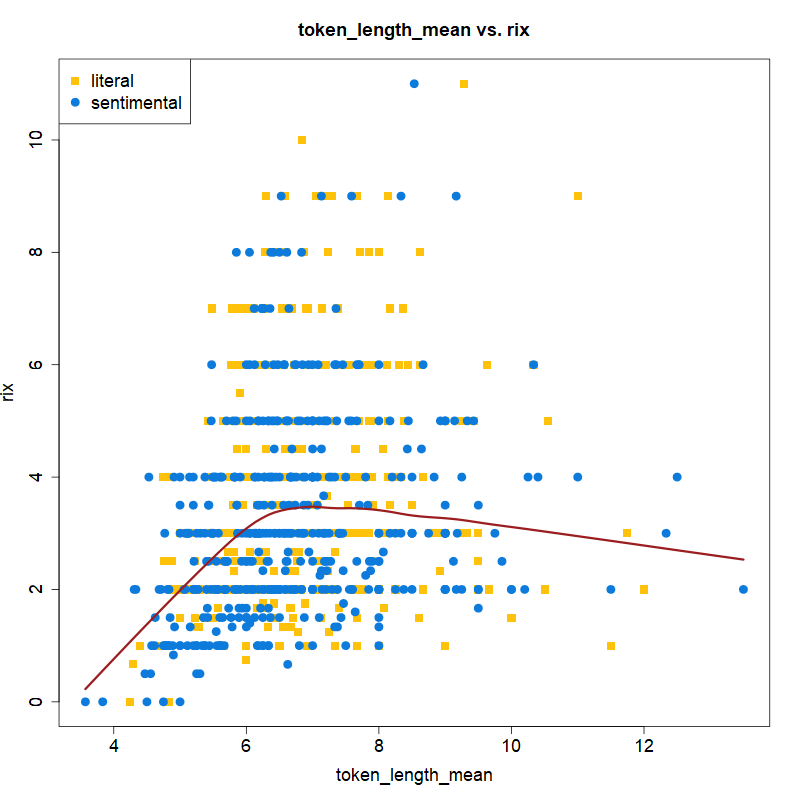 token_length_mean vs. rix
literal
sentimental
rix
10
8
6
4
2
0
4
6
8
10
12
token_length_mean